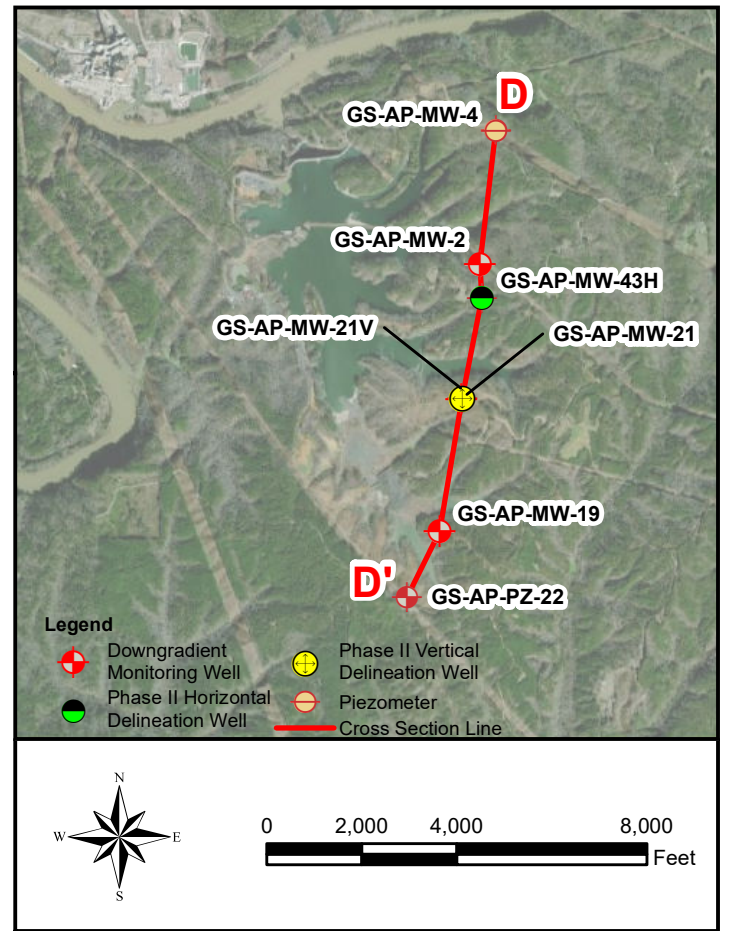 D
GS-AP-MW-4
GS-AP-MW-2
GS-AP-MW-43H
GS-AP-MW-21V
GS-AP-MW-21
GS-AP-MW-19
D'
GS-AP-PZ-22
Legend
Downgradient
Monitoring Well
Phase II Horizontal
Delineation Well
Phase II Vertical
Delineation Well
Piezometer
Cross Section Line
N
W
E
S
0 2,000 4,000 8,000
Feet